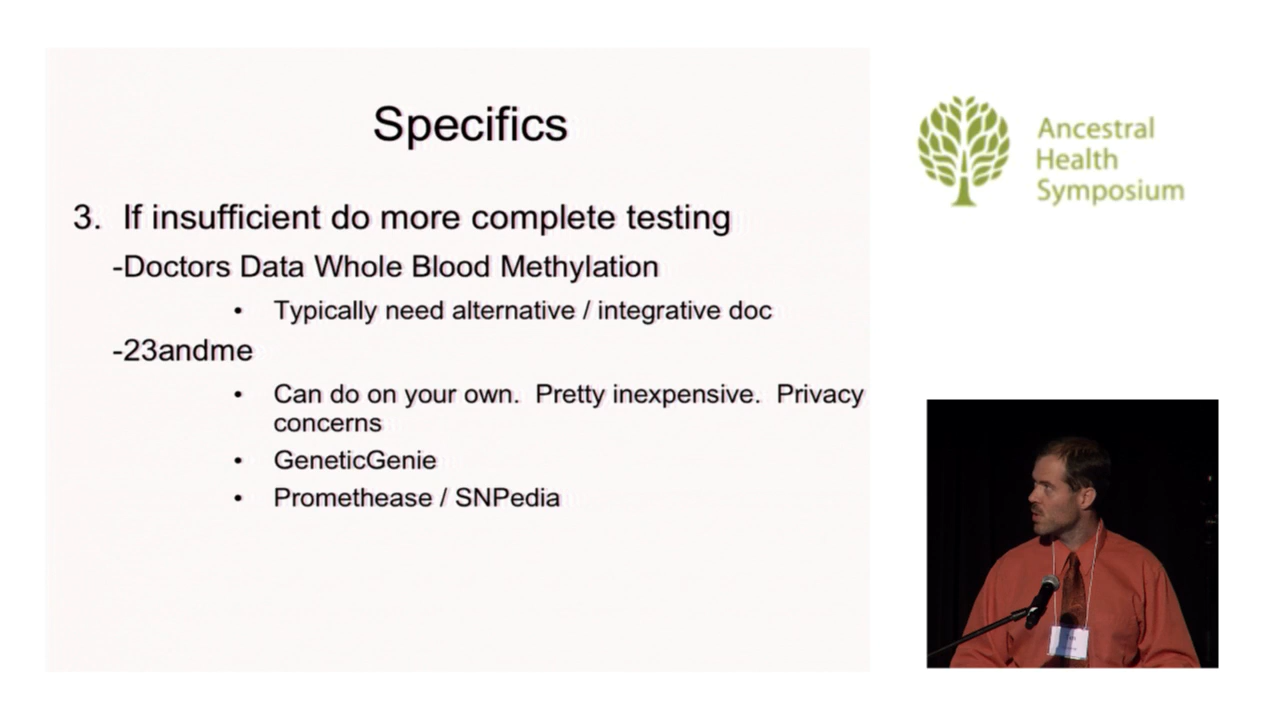 Specifics
3. If insufficient do more complete testing
-Doctors Data Whole Blood Methylation
• Typically need alternative / integrative doc
-23andme
• Can do on your own. Pretty inexpensive. Privacy
concerns
• GeneticGenie
• Promethease / SNPedia
Ancestral
Health
Symposium